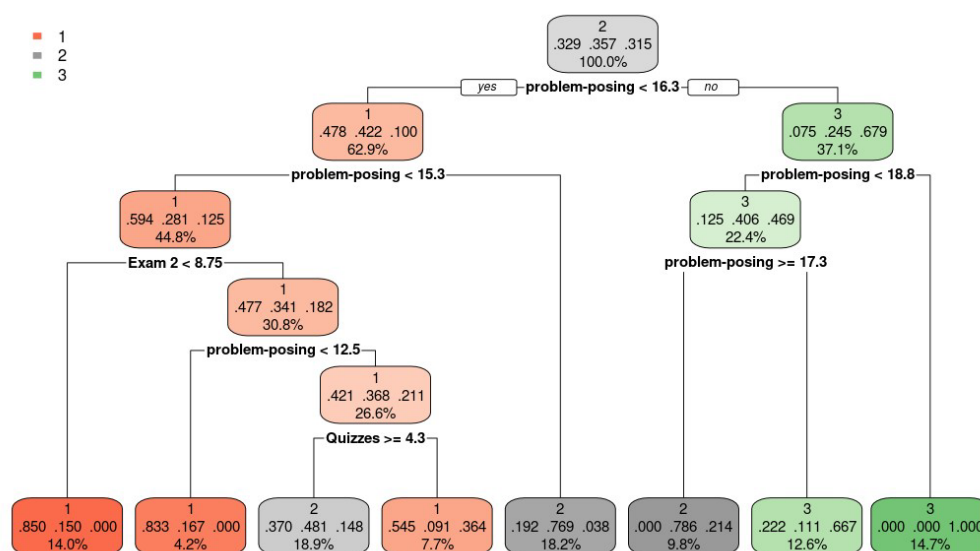 1
2
3
2
.329 .357 .315
100.0%
yes problem-posing < 16.3 no
1
.478 .422 .100
62.9%
3
.075 .245 .679
37.1%
problem-posing < 15.3
problem-posing < 18.8
1
.594 .281 .125
44.8%
3
.125 .406 .469
22.4%
Exam 2 < 8.75
problem-posing >= 17.3
1
.477 .341 .182
30.8%
problem-posing < 12.5
1
.421 .368 .211
26.6%
Quizzes >= 4.3
1
.850 .150 .000
14.0%
1
.833 .167 .000
4.2%
2
.370 .481 .148
18.9%
1
.545 .091 .364
7.7%
2
.192 .769 .038
18.2%
2
.000 .786 .214
9.8%
3
.222 .111 .667
12.6%
3
.000 .000 1.000
14.7%